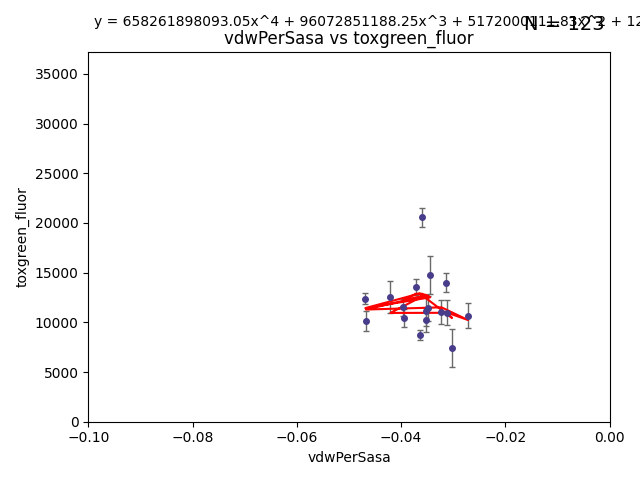 y = 658261898093.05x^4 + 96072851188.25x^3 + + 12
N = 123
vdwPerSasa vs toxgreen_fluor
35000
30000
25000
20000
15000
10000
5000
0
toxgreen_fluor
−0.10 −0.08 −0.06 −0.04 −0.02 0.00
vdwPerSasa